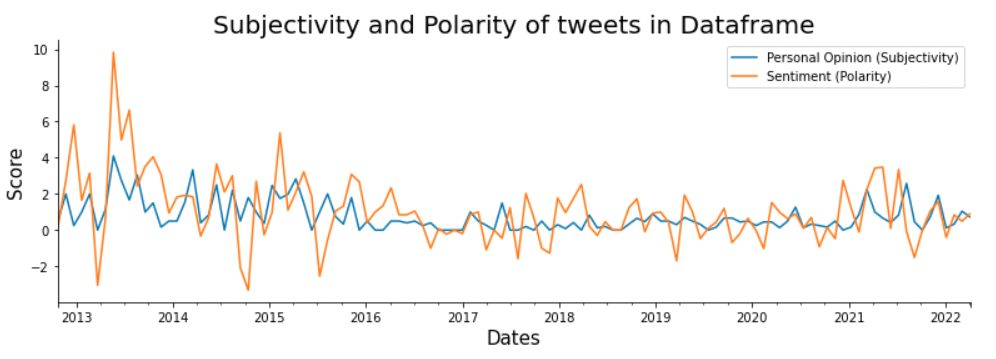 Subjectivity and Polarity of tweets in Dataframe
Personal Opinion (Subjectivity)
Sentiment (Polarity)
Score
10
8
6
4
2
0
−2
2013 2014 2015 2016 2017 2018 2019 2020 2021 2022
Dates